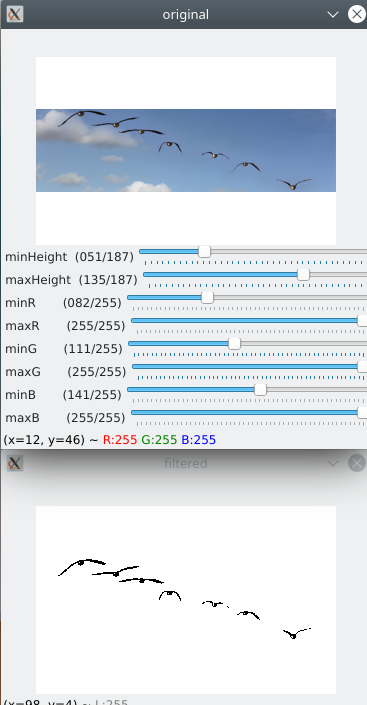 original
minHeight (051/187)
maxHeight (135/187)
minR (082/255)
maxR (255/255)
minG (111/255)
maxG (255/255)
minB (141/255)
maxB (255/255)
(x=12, y=46) ~ R:255 G:255 B:255
filtered
(x=98, y=4) ~ L:255